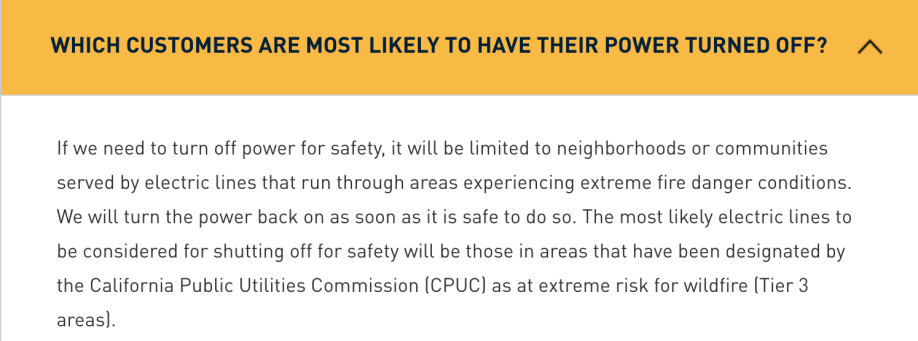 WHICH CUSTOMERS ARE MOST LIKELY TO HAVE THEIR POWER TURNED OFF?
If we need to turn off power for safety, it will be limited to neighborhoods or communities
served by electric lines that run through areas experiencing extreme fire danger conditions.
We will turn the power back on as soon as it is safe to do so. The most likely electric lines to
be considered for shutting off for safety will be those in areas that have been designated by
the California Public Utilities Commission (CPUC) as at extreme risk for wildfire (Tier 3
areas).